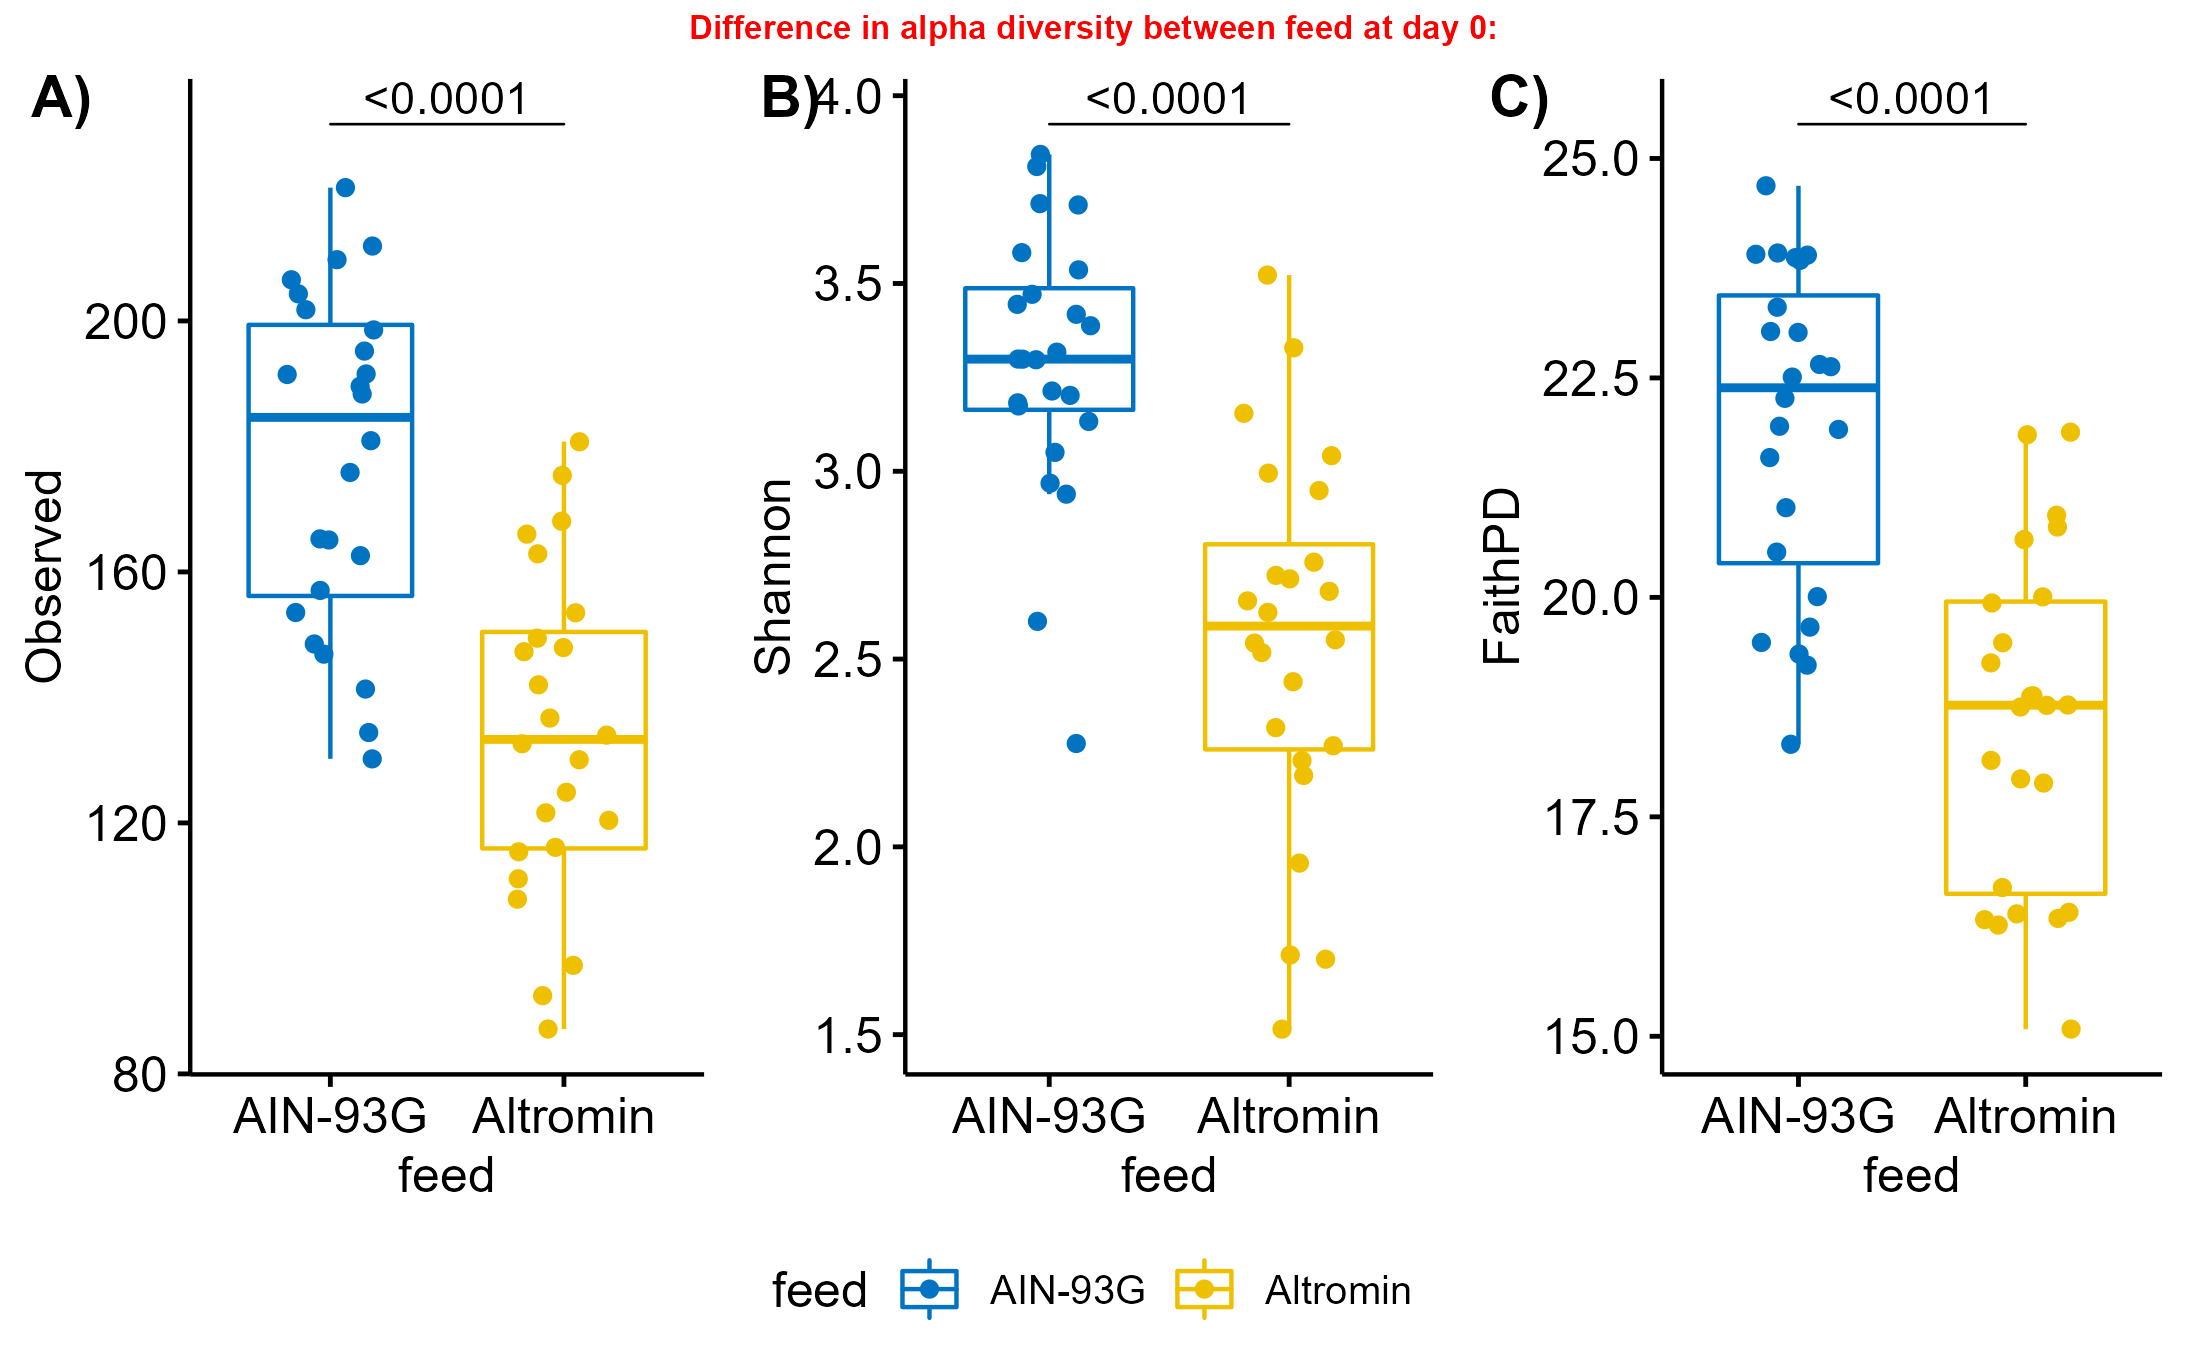 Difference in alpha diversity between feed at day 0:
A)
<0.0001
Observed
200
160
120
80
AIN-93G Altromin
feed
B)
<0.0001
Shannon
4.0
3.5
3.0
2.5
2.0
1.5
AIN-93G Altromin
feed
C)
<0.0001
FaithPD
25.0
22.5
20.0
17.5
15.0
AIN-93G Altromin
feed
feed AIN-93G Altromin